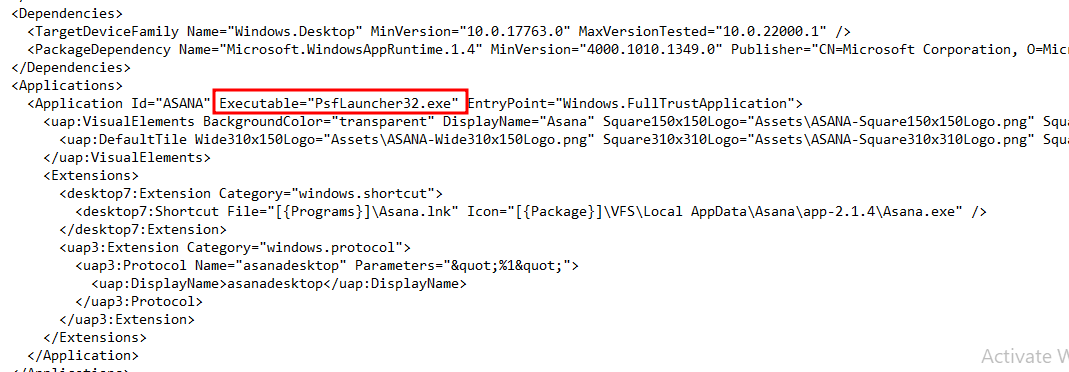 <Dependencies>
<TargetDeviceFamily Name="Windows.Desktop" MinVersion="10.0.17763.0" MaxVersionTested="10.0.22000.1" />
<PackageDependency Name="Microsoft.WindowsAppRuntime.1.4" MinVersion="4000.1010.1349.0" Publisher="CN=Microsoft Corporation, O=Micr
</Dependencies>
<Applications>
<Application Id="ASANA" Executable="PsfLauncher32.exe" EntryPoint="Windows.FullTrustApplication">
<uap:VisualElements BackgroundColor="transparent" DisplayName="Asana" Square150x150Logo="Assets\ASANA-Square150x150Logo.png" Squ
<uap:DefaultTile Wide310x150Logo="Assets\ASANA-Wide310x150Logo.png" Square310x310Logo="Assets\ASANA-Square310x310Logo.png" Squ
</uap:VisualElements>
<Extensions>
<desktop7:Extension Category="windows.shortcut">
<desktop7:Shortcut File="[{Programs}]\Asana.lnk" Icon="[{Package}]\VFS\Local AppData\Asana\app-2.1.4\Asana.exe" />
</desktop7:Extension>
<uap3:Extension Category="windows.protocol">
<uap3:Protocol Name="asanadesktop" Parameters="&quot;%1&quot;">
<uap:DisplayName>asanadesktop</uap:DisplayName>
</uap3:Protocol>
</uap3:Extension>
</Extensions>
</Application>
</Applications>
Activate W